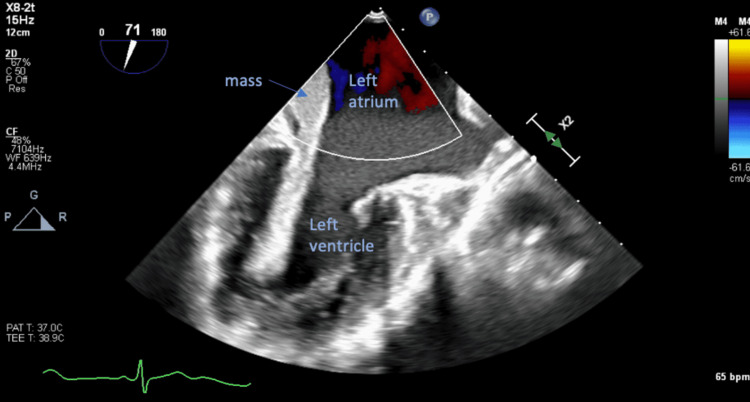 X8-2t
15Hz
12cm
0 71 180
P
M4 M4
+61.6
2D
67%
C 50
P Off
Res
mass
Left
atrium
X2
CF
48%
7104Hz
WF 639Hz
4.4MHz
-61.6
cm/s
G
P R
Left
ventricle
PAT T: 37.0C
TEE T: 38.9C
65 bpm